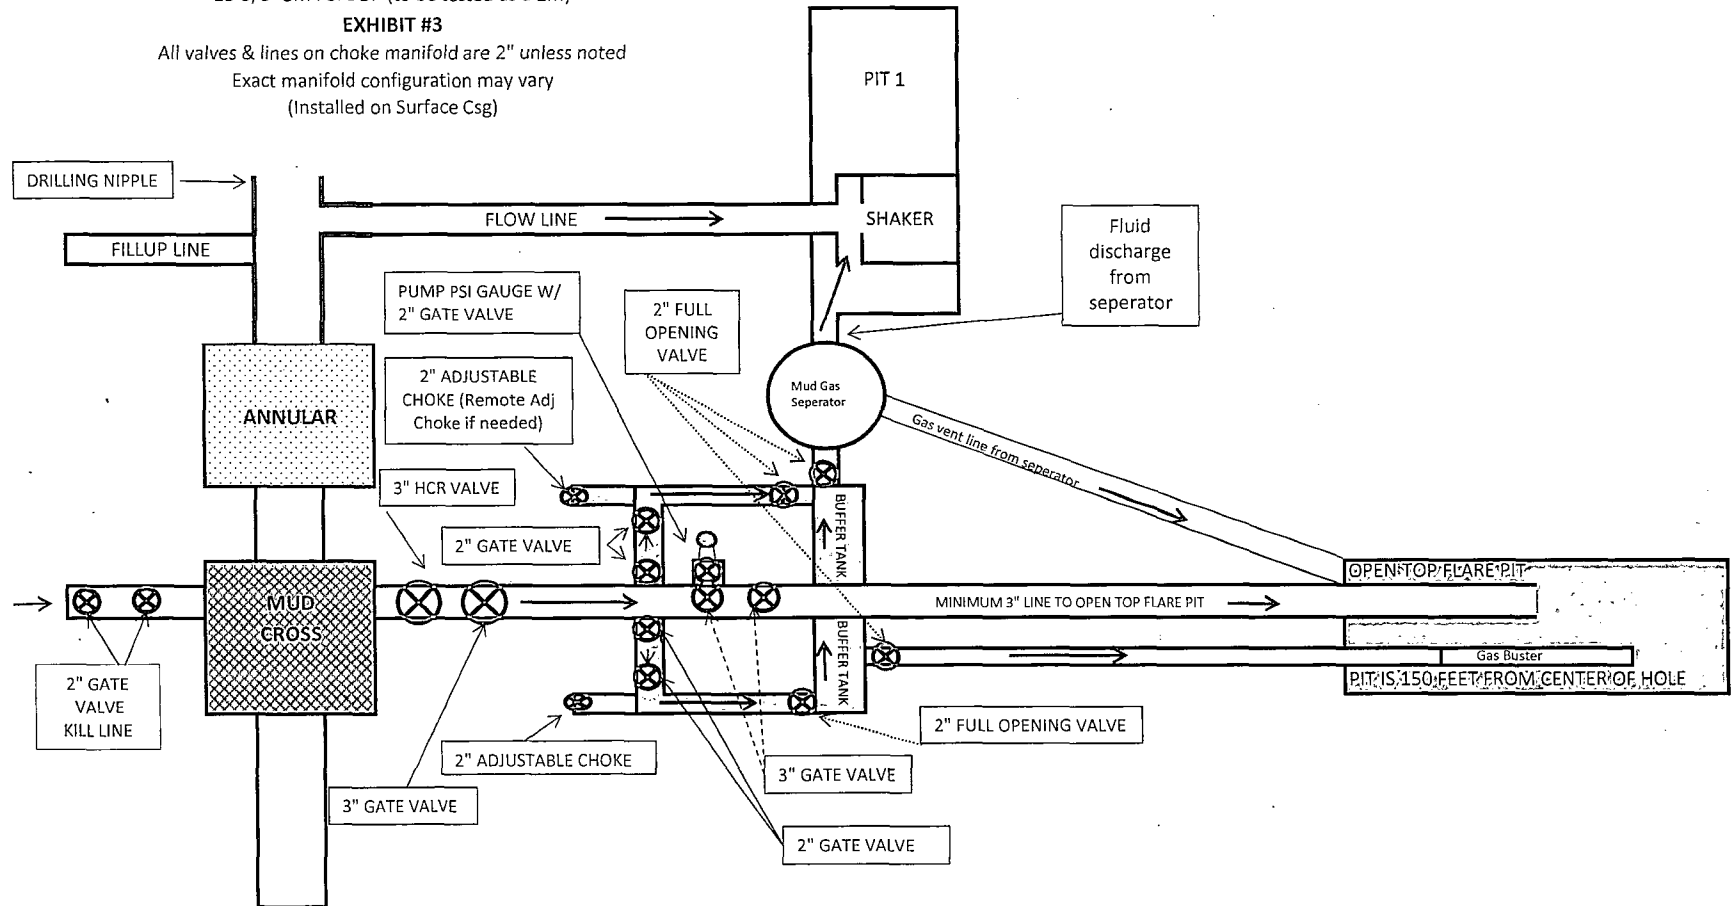 EXHIBIT #3
All valves & lines on choke manifold are 2" unless noted
Exact manifold configuration may vary
(Installed on Surface Csg)
PIT 1
DRILLING NIPPLE
FLOW LINE
SHAKER
FILLUP LINE
Fluid
discharge
from
seperator
PUMP PSI GAUGE W/
2" GATE VALVE
2" FULL
OPENING
VALVE
2" ADJUSTABLE
CHOKE (Remote Adj
Choke if needed)
Mud Gas
Seperator
ANNULAR
Gas vent line from seperator
3" HCR VALVE
2" GATE VALVE
BUFFER TANK
OPEN TOP FLARE PIT
MUD
CROSS
MINIMUM 3" LINE TO OPEN TOP FLARE PIT
BUFFER TANK
Gas Buster
PIT IS 150 FEET FROM CENTER OF HOLE
2" GATE
VALVE
KILL LINE
2" FULL OPENING VALVE
2" ADJUSTABLE CHOKE
3" GATE VALVE
3" GATE VALVE
2" GATE VALVE